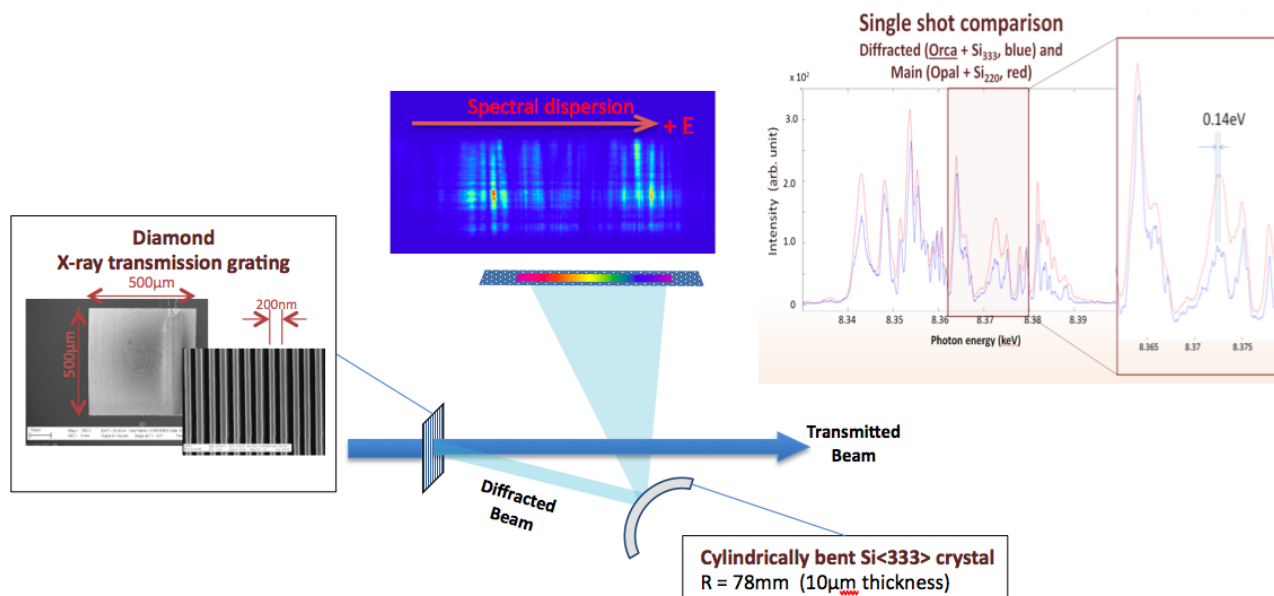 Single shot comparison
Diffracted (Orca + Si333, blue) and
Main (Opal + Si220, red)
x 10²
3.0
2.0
1.0
0
Intensity (arb. unit)
8.34
8.35
8.36
8.37
8.38
8.39
Photon energy (keV)
0.14eV
8.365
8.37
8.375
Spectral dispersion
+ E
Diamond
X-ray transmission grating
500µm
200nm
500µm
Transmitted
Beam
Diffracted
Beam
Cylindrically bent Si<333> crystal
R = 78mm (10µm thickness)